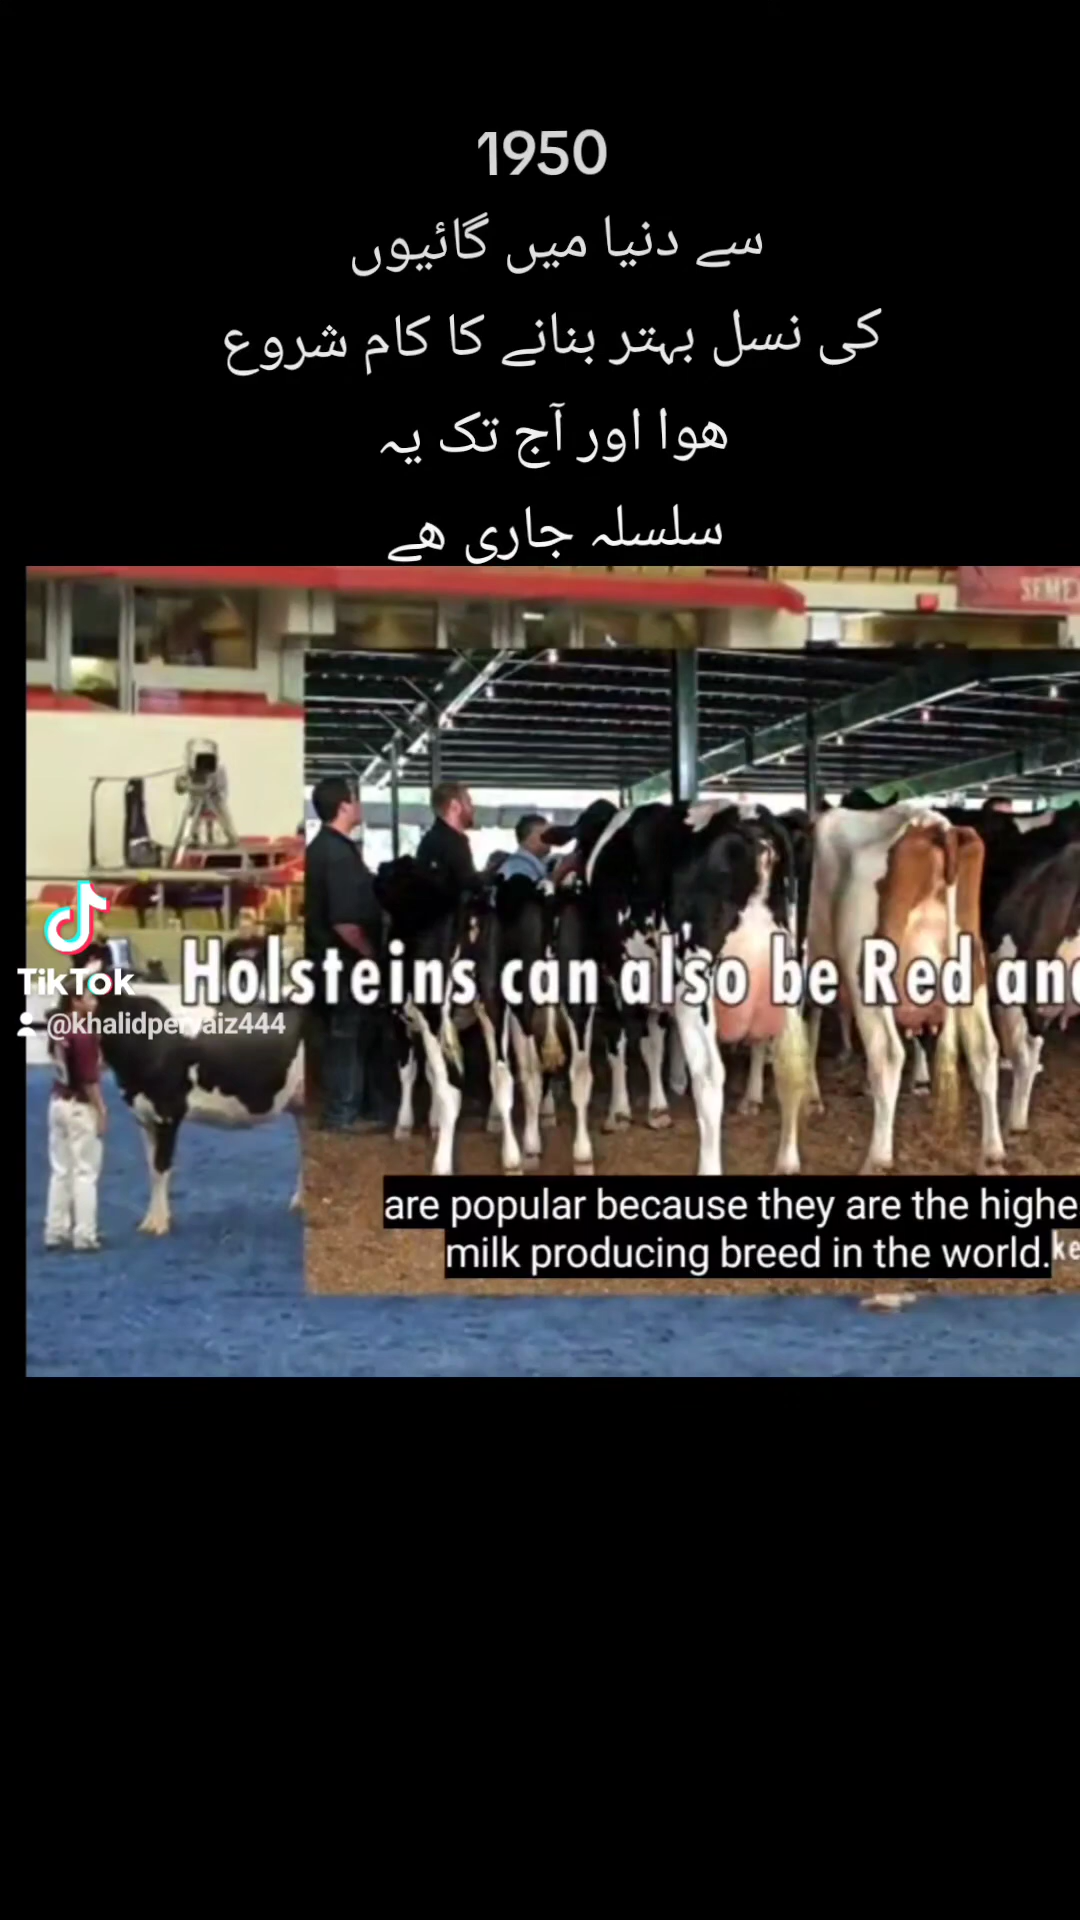 1950
سے دنیا میں گائیوں
کی نسل بہتر بنانے کا کام شروع
ھوا اور آج تک یہ
سلسلہ جاری ھے
TikTok
@khalidpervaiz444
Holsteins can also be Red
are popular because they are the
milk producing breed in the world.